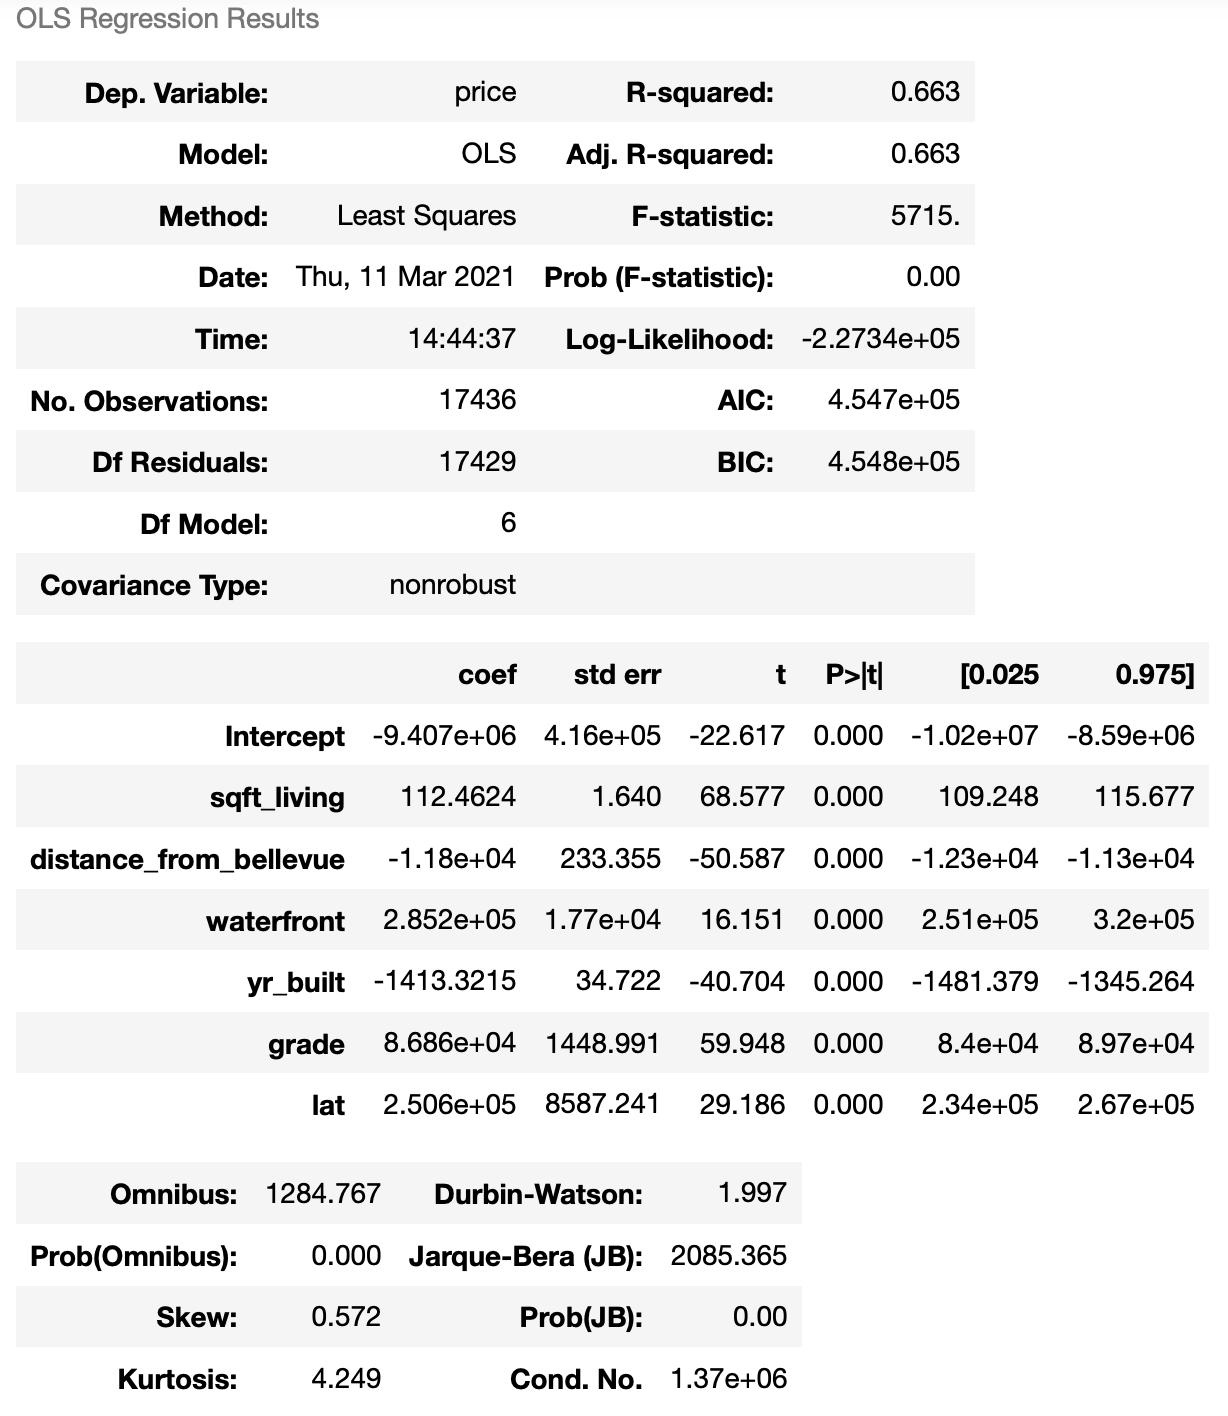 OLS Regression Results
Dep. Variable: price R-squared: 0.663
Model: OLS Adj. R-squared: 0.663
Method: Least Squares F-statistic: 5715.
Date: Thu, 11 Mar 2021 Prob (F-statistic): 0.00
Time: 14:44:37 Log-Likelihood: -2.2734e+05
No. Observations: 17436 AIC: 4.547e+05
Df Residuals: 17429 BIC: 4.548e+05
Df Model: 6
Covariance Type: nonrobust
coef std err t P>|t| [0.025 0.975]
Intercept -9.407e+06 4.16e+05 -22.617 0.000 -1.02e+07 -8.59e+06
sqft_living 112.4624 1.640 68.577 0.000 109.248 115.677
distance_from_bellevue -1.18e+04 233.355 -50.587 0.000 -1.23e+04 -1.13e+04
waterfront 2.852e+05 1.77e+04 16.151 0.000 2.51e+05 3.2e+05
yr_built -1413.3215 34.722 -40.704 0.000 -1481.379 -1345.264
grade 8.686e+04 1448.991 59.948 0.000 8.4e+04 8.97e+04
lat 2.506e+05 8587.241 29.186 0.000 2.34e+05 2.67e+05
Omnibus: 1284.767 Durbin-Watson: 1.997
Prob(Omnibus): 0.000 Jarque-Bera (JB): 2085.365
Skew: 0.572 Prob(JB): 0.00
Kurtosis: 4.249 Cond. No. 1.37e+06